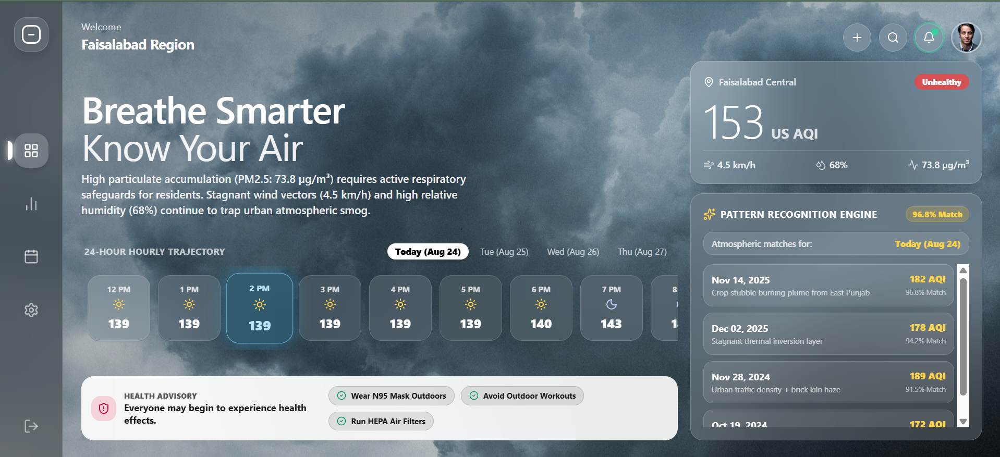 Welcome
Faisalabad Region
Breathe Smarter
Know Your Air
High particulate accumulation (PM2.5: 73.8 µg/m³) requires active respiratory
safeguards for residents. Stagnant wind vectors (4.5 km/h) and high relative
humidity (68%) continue to trap urban atmospheric smog.
24-HOUR HOURLY TRAJECTORY
Today (Aug 24) Tue (Aug 25) Wed (Aug 26) Thu (Aug 27)
12 PM 1 PM 2 PM 3 PM 4 PM 5 PM 6 PM 7 PM 8
139 139 139 139 139 139 140 143
HEALTH ADVISORY
Everyone may begin to experience health
effects.
Wear N95 Mask Outdoors Avoid Outdoor Workouts
Run HEPA Air Filters
Faisalabad Central Unhealthy
153 US AQI
4.5 km/h 68% 73.8 µg/m³
PATTERN RECOGNITION ENGINE 96.8% Match
Atmospheric matches for: Today (Aug 24)
Nov 14, 2025 182 AQI
Crop stubble burning plume from East Punjab 96.8% Match
Dec 02, 2025 178 AQI
Stagnant thermal inversion layer 94.2% Match
Nov 28, 2024 189 AQI
Urban traffic density + brick kiln haze 91.5% Match
Oct 19, 2024 172 AQI